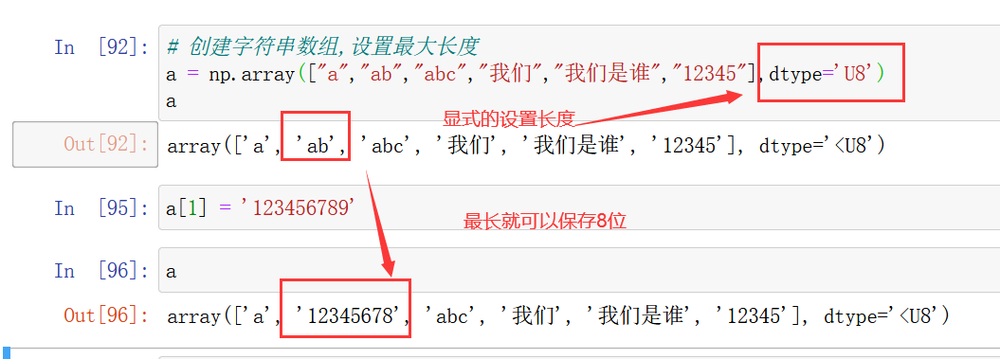 In [92]: # 创建字符串数组,设置最大长度
a = np.array(["a","ab","abc","我们","我们是谁","12345"],dtype='U8')
a
显式的设置长度
Out[92]: array(['a', 'ab', 'abc', '我们', '我们是谁', '12345'], dtype='<U8')
In [95]: a[1] = '123456789'
最长就可以保存8位
In [96]: a
Out[96]: array(['a', '12345678', 'abc', '我们', '我们是谁', '12345'], dtype='<U8')